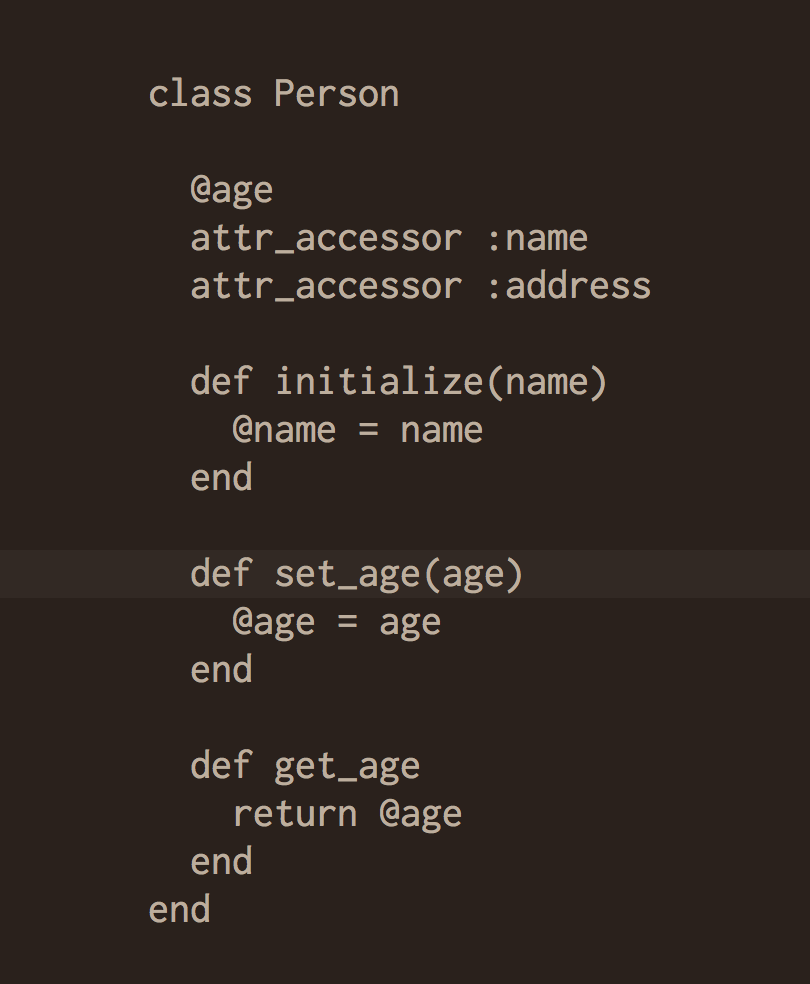 class Person
@age
attr_accessor :name
attr_accessor :address
def initialize(name)
@name = name
end
def set_age(age)
@age = age
end
def get_age
return @age
end
end